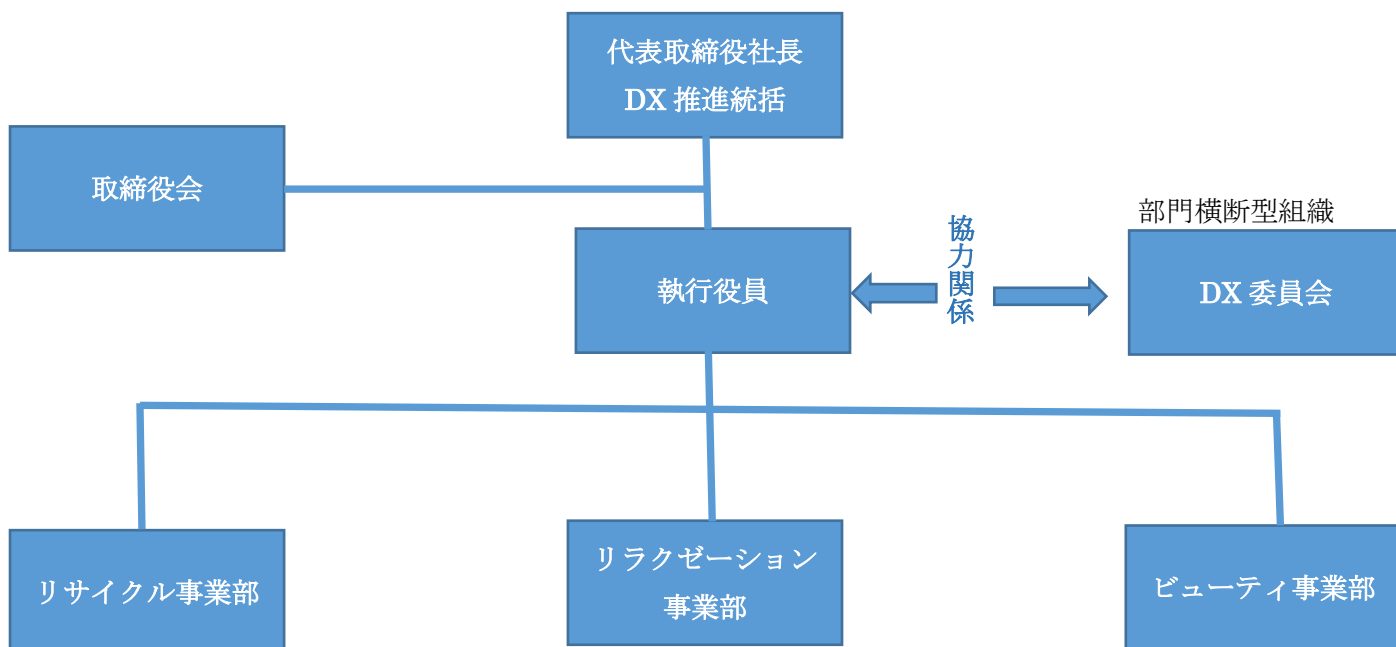 代表取締役社長
DX 推進統括
取締役会
部門横断型組織
協力関係
執行役員
DX 委員会
リサイクル事業部
リラクゼーション
事業部
ビューティ事業部